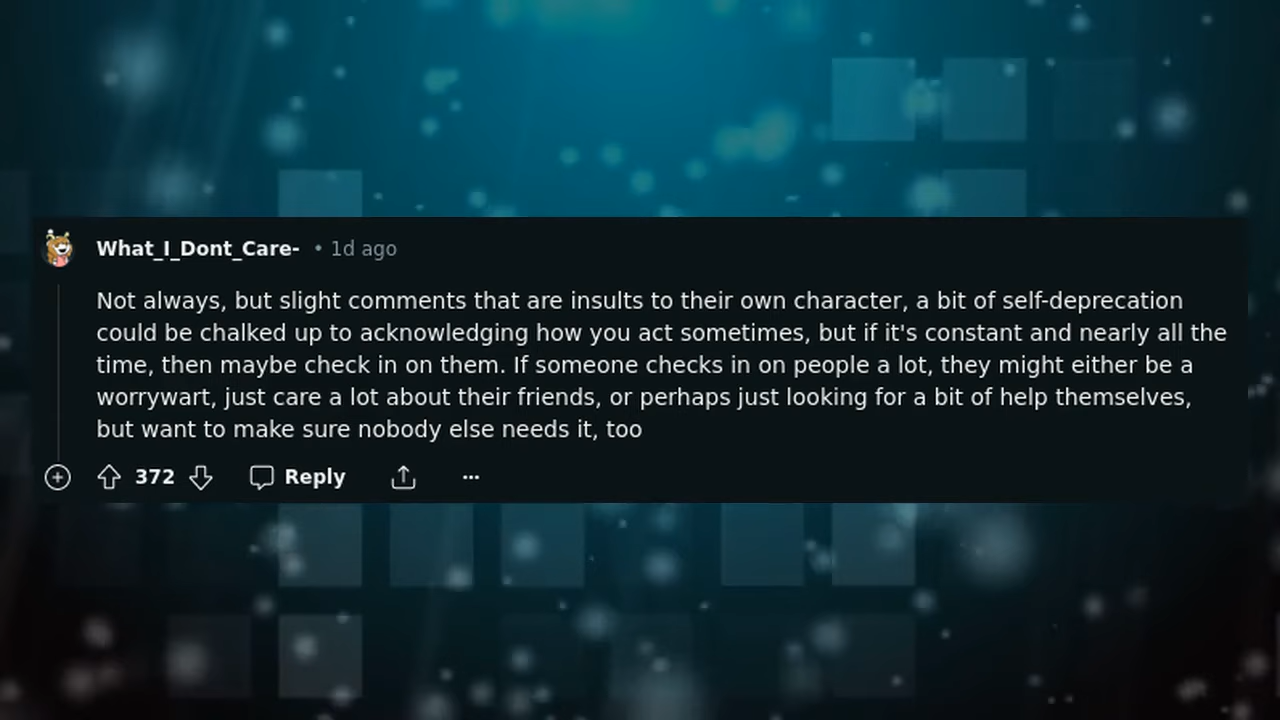 What_I_Dont_Care- • 1d ago
Not always, but slight comments that are insults to their own character, a bit of self-deprecation
could be chalked up to acknowledging how you act sometimes, but if it's constant and nearly all the
time, then maybe check in on them. If someone checks in on people a lot, they might either be a
worrywart, just care a lot about their friends, or perhaps just looking for a bit of help themselves,
but want to make sure nobody else needs it, too
372 Reply ...